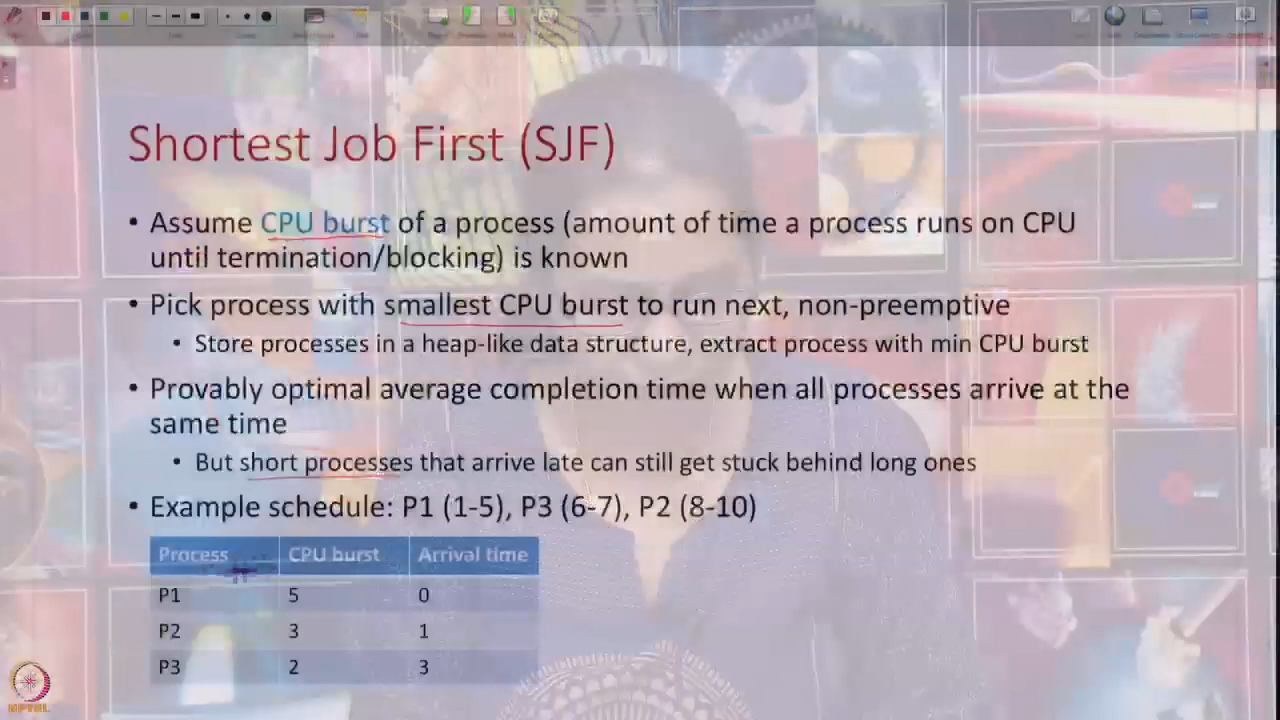 Shortest Job First (SJF)
• Assume CPU burst of a process (amount of time a process runs on CPU
until termination/blocking) is known
• Pick process with smallest CPU burst to run next, non-preemptive
• Store processes in a heap-like data structure, extract process with min CPU burst
• Provably optimal average completion time when all processes arrive at the
same time
• But short processes that arrive late can still get stuck behind long ones
• Example schedule: P1 (1-5), P3 (6-7), P2 (8-10)
Process CPU burst Arrival time
P1 5 0
P2 3 1
P3 2 3
NPTEL